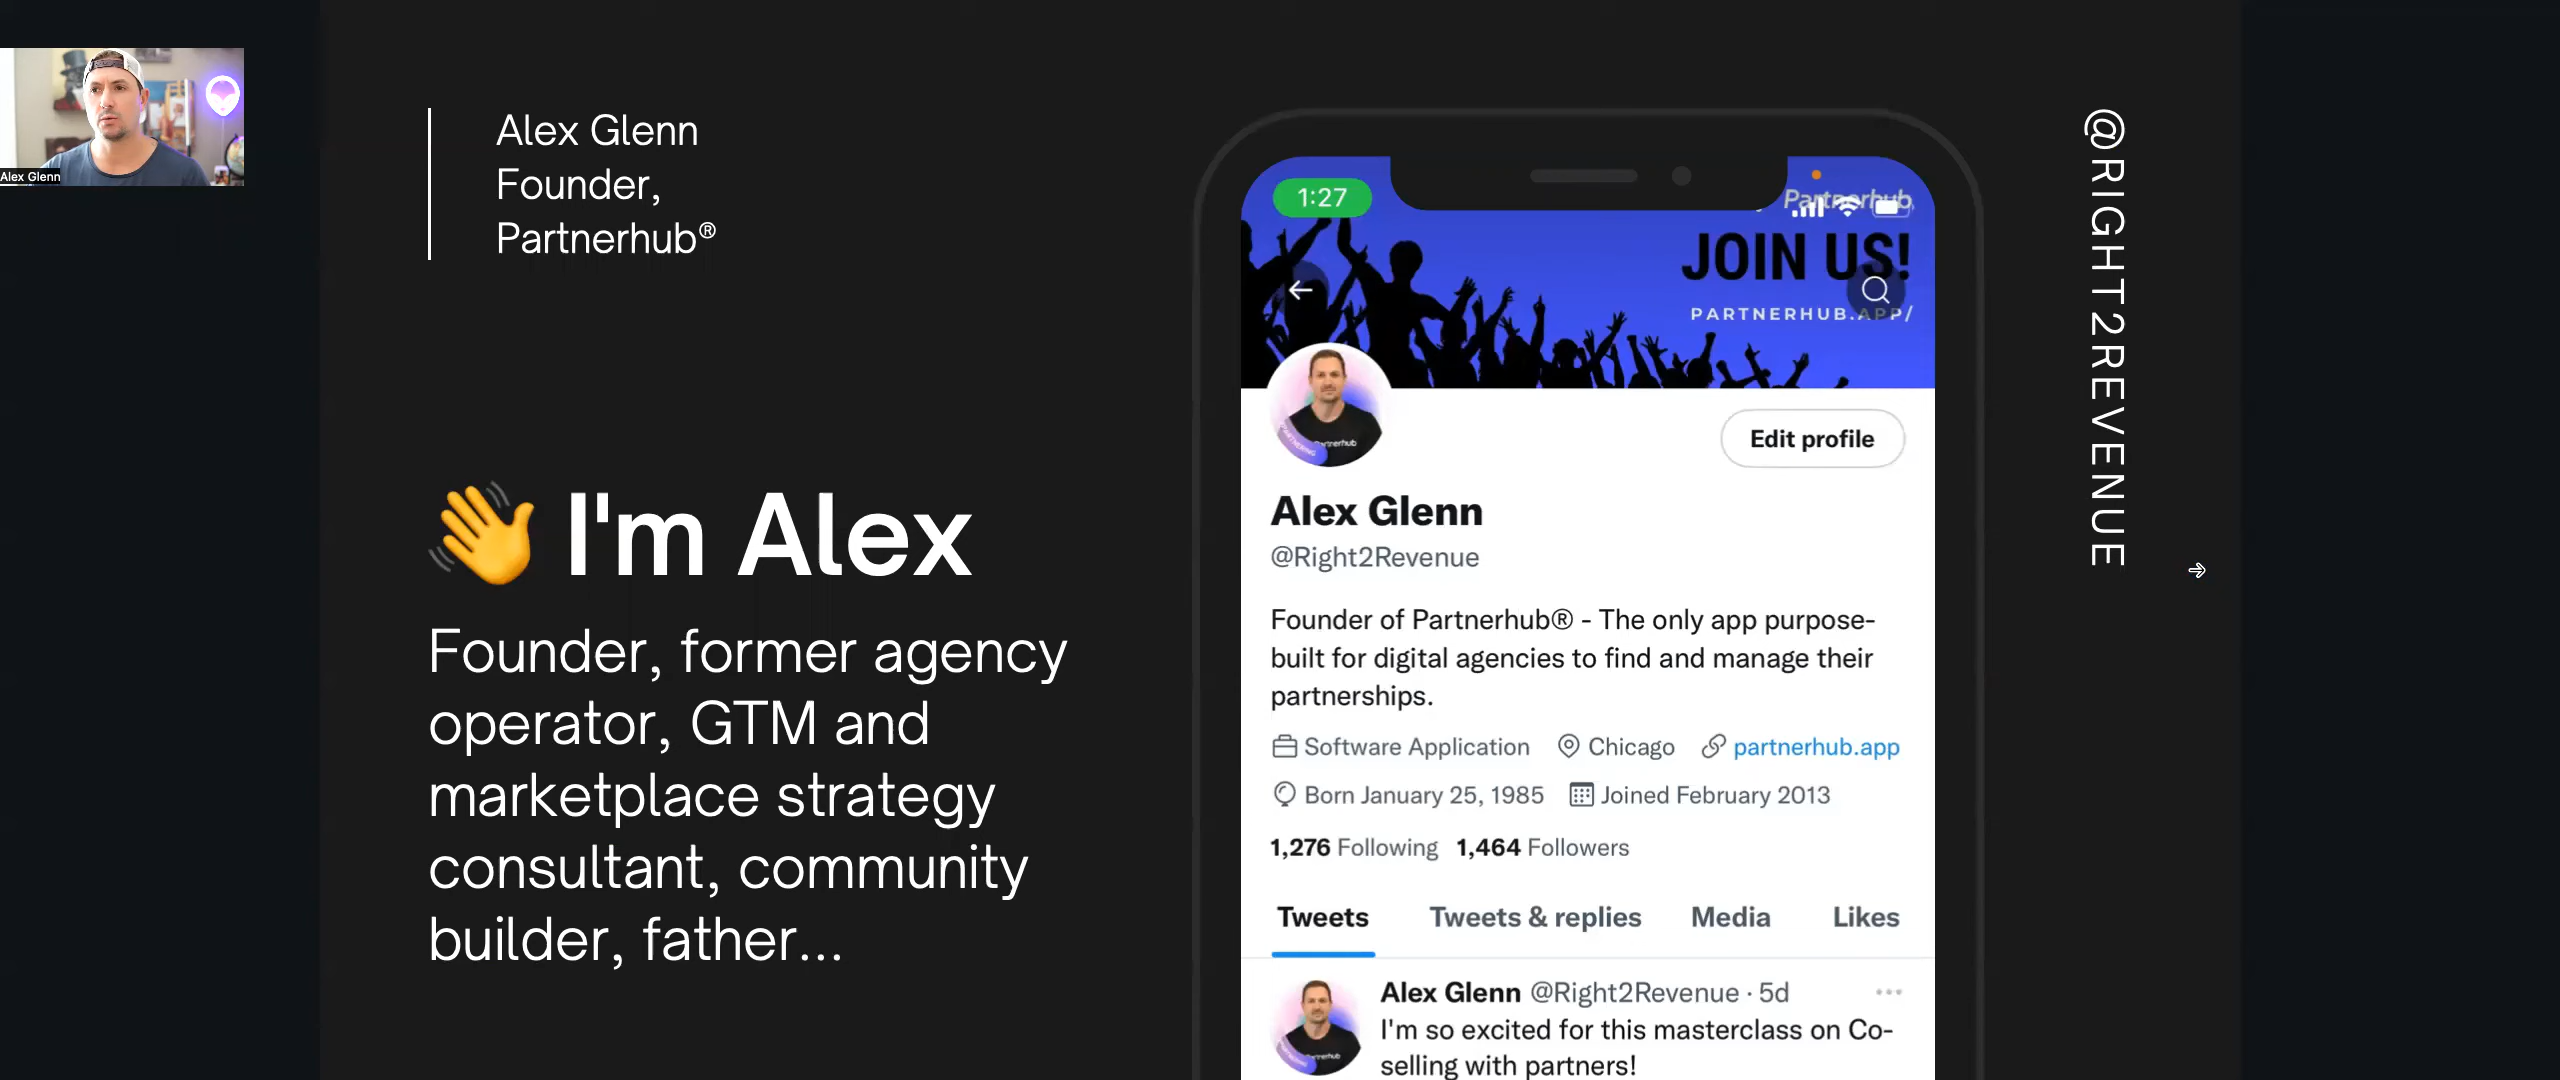 Alex Glenn
Alex Glenn
Founder,
Partnerhub®
👋 I'm Alex
Founder, former agency
operator, GTM and
marketplace strategy
consultant, community
builder, father...
1:27
Partnerhub
JOIN US!
PARTNERHUB.APP/
Partnerhub
Edit profile
Alex Glenn
@Right2Revenue
Founder of Partnerhub® - The only app purpose-
built for digital agencies to find and manage their
partnerships.
Software Application Chicago partnerhub.app
Born January 25, 1985 Joined February 2013
1,276 Following 1,464 Followers
Tweets Tweets & replies Media Likes
Alex Glenn @Right2Revenue · 5d ...
I'm so excited for this masterclass on Co-
selling with partners!
@RIGHT2REVENUE